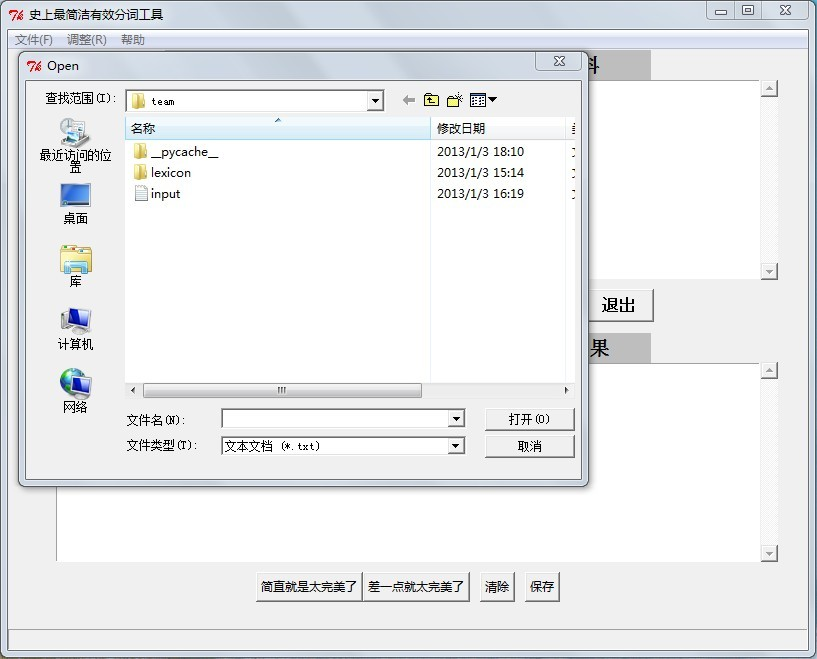 史上最简洁有效分词工具
文件(F) 调整(R) 帮助
Open
料
查找范围(I):
team
名称
修改日期
最近访问的位置
__pycache__
2013/1/3 18:10
lexicon
2013/1/3 15:14
input
2013/1/3 16:19
桌面
库
计算机
网络
退出
果
文件名(N):
打开(O)
文件类型(T):
文本文档 (*.txt)
取消
简直就是太完美了
差一点就太完美了
清除
保存